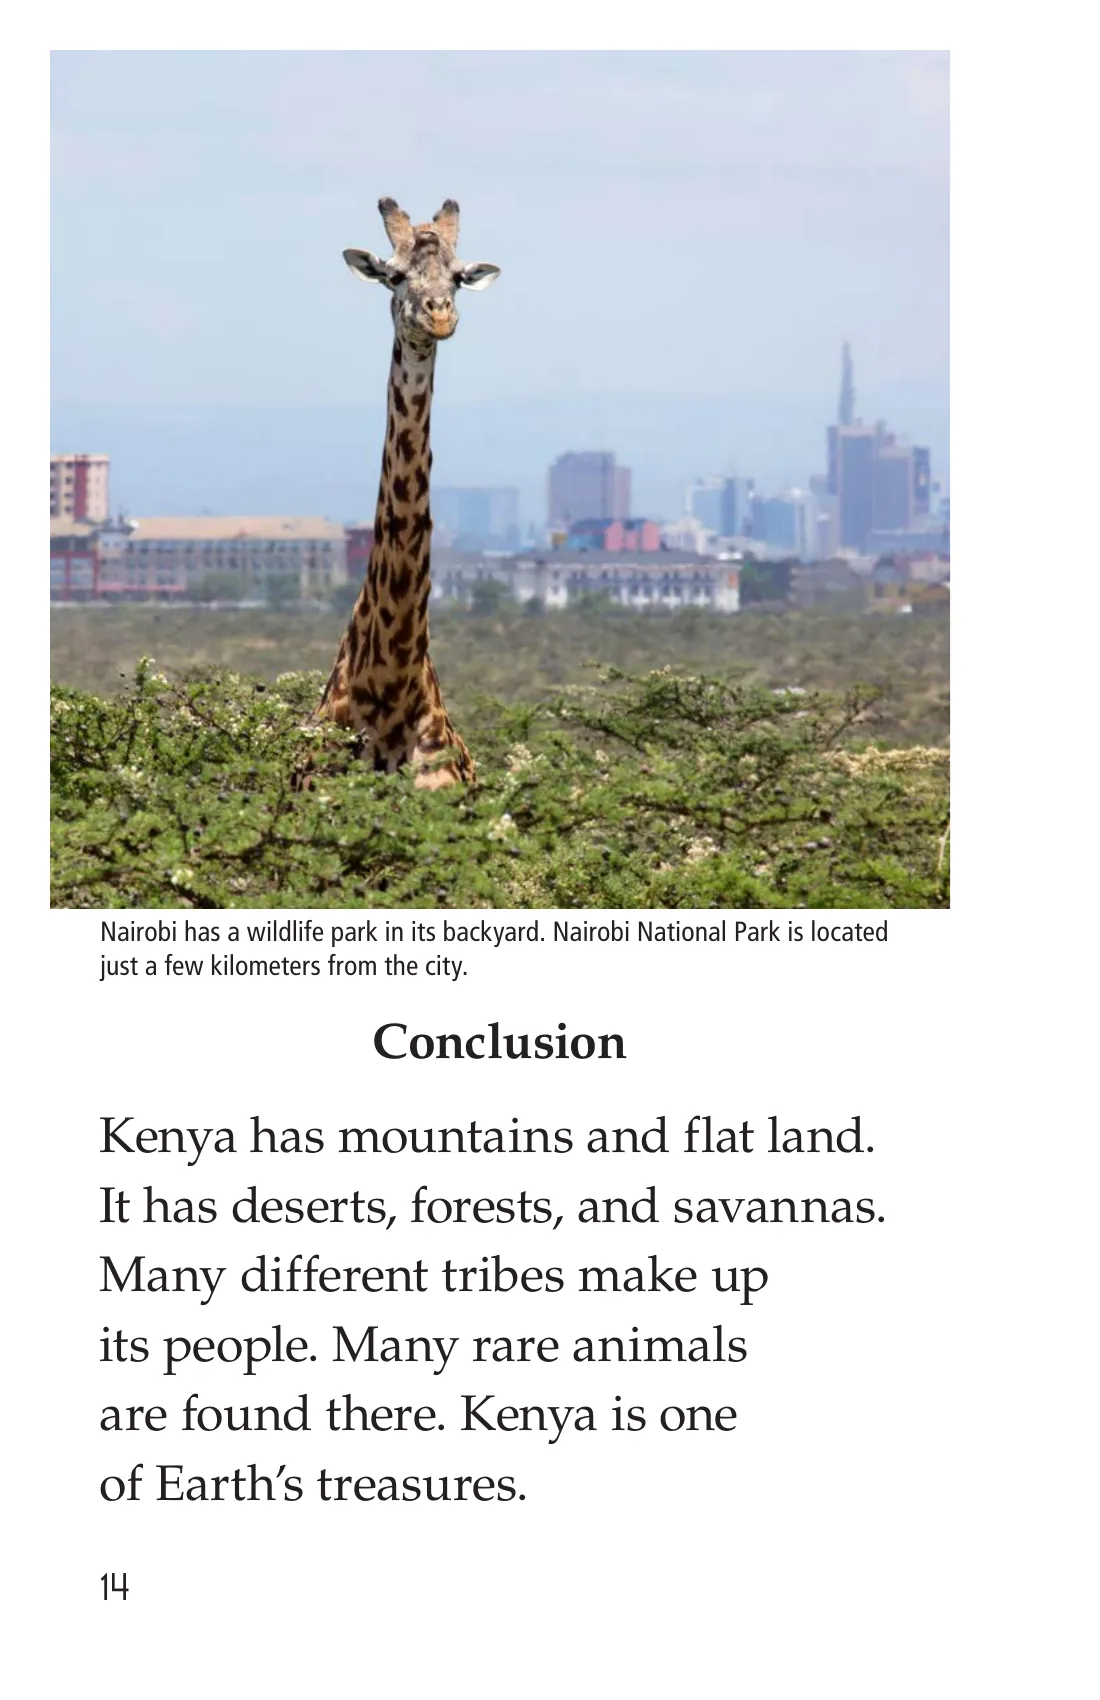 Nairobi has a wildlife park in its backyard. Nairobi National Park is located
just a few kilometers from the city.
Conclusion
Kenya has mountains and flat land.
It has deserts, forests, and savannas.
Many different tribes make up
its people. Many rare animals
are found there. Kenya is one
of Earth’s treasures.
14